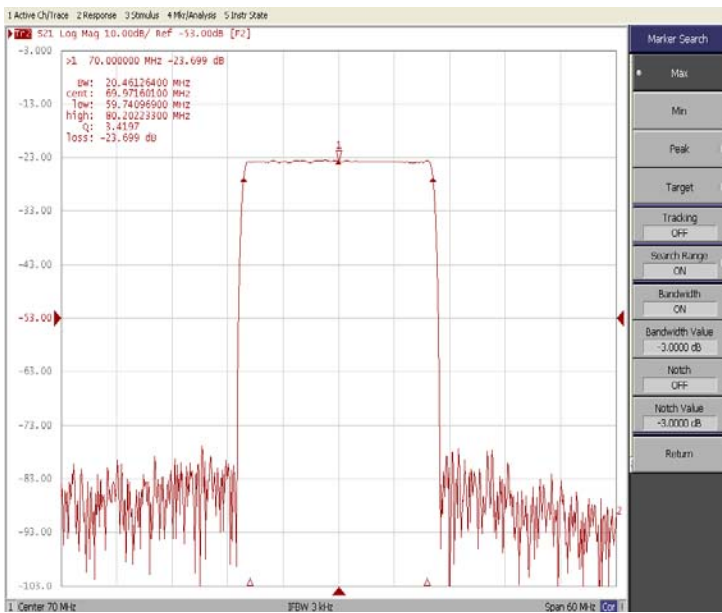 1 Active Ch/Trace 2 Response 3 Stimulus 4 Mkr/Analysis 5 Instr State
Tr2 S21 Log Mag 10.00dB/ Ref -53.00dB [F2]
Marker Search
-3.000
>1 70.000000 MHz -23.699 dB
BW: 20.46126400 MHz
cent: 69.97160100 MHz
low: 59.74096900 MHz
high: 80.20223300 MHz
Q: 3.4197
loss: -23.699 dB
-13.00
-23.00
-33.00
-43.00
-53.00
-63.00
-73.00
-83.00
-93.00
-103.0
1
2
Max
Min
Peak
Target
Tracking
OFF
Search Range
ON
Bandwidth
ON
Bandwidth Value
-3.0000 dB
Notch
OFF
Notch Value
-3.0000 dB
Return
1 Center 70 MHz IFBW 3 kHz Span 60 MHz Cor